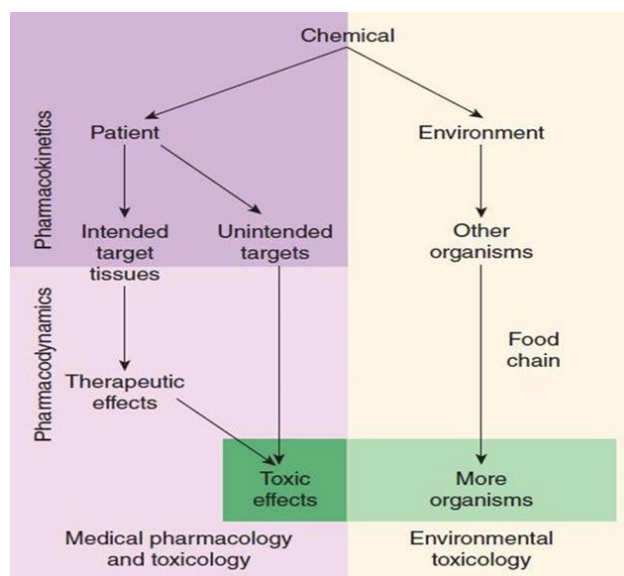 Chemical
Pharmacokinetics
Patient
Environment
Intended
target
tissues
Unintended
targets
Other
organisms
Pharmacodynamics
Food
chain
Therapeutic
effects
Toxic
effects
More
organisms
Medical pharmacology
and toxicology
Environmental
toxicology